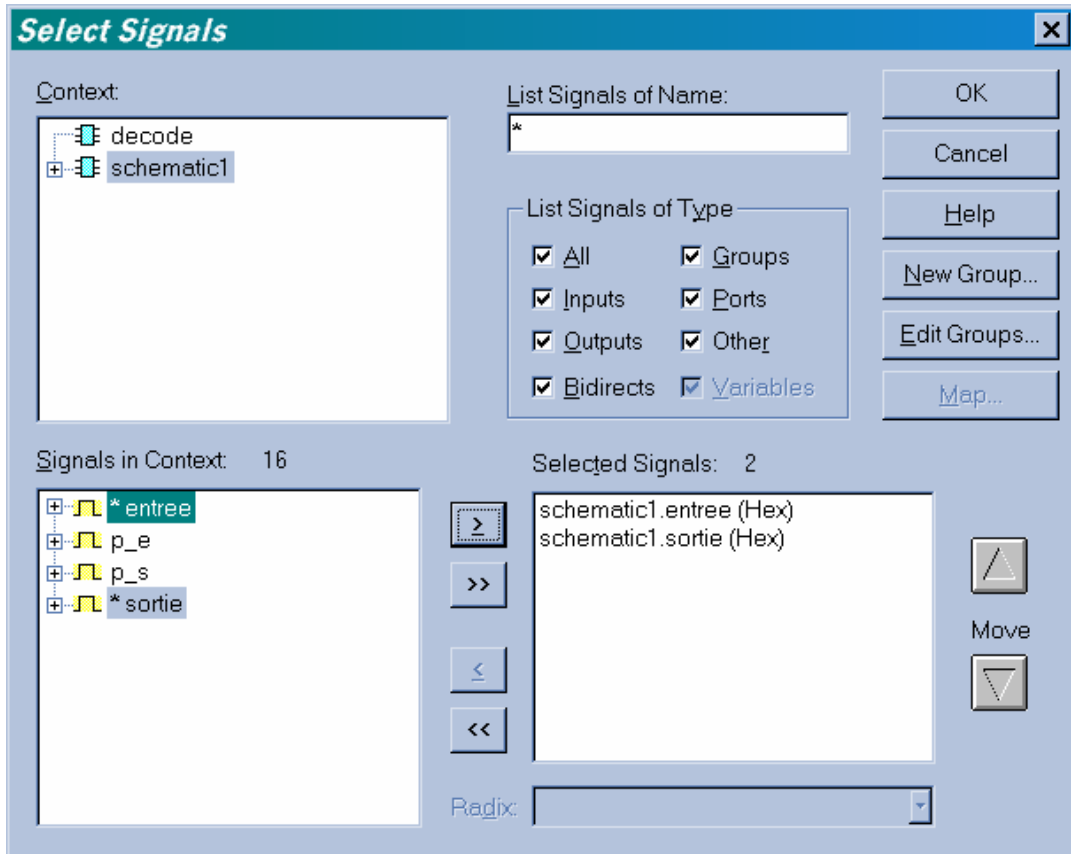 Select Signals
Context:
decode
schematic1
List Signals of Name:
*
List Signals of Type
All
Groups
Inputs
Ports
Outputs
Other
Bidirects
Variables
OK
Cancel
Help
New Group...
Edit Groups...
Map...
Signals in Context: 16
* entree
p_e
p_s
* sortie
>
>>
<
<<
Selected Signals: 2
schematic1.entree (Hex)
schematic1.sortie (Hex)
Move
Radix: